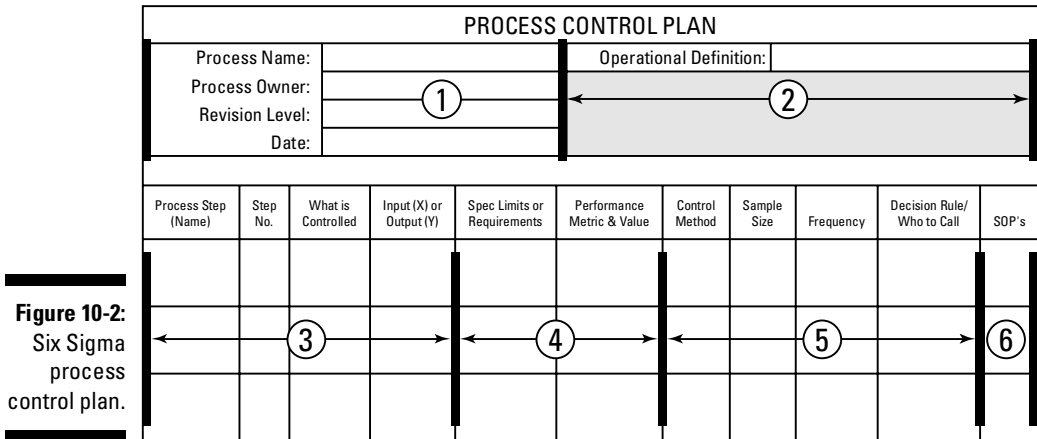 PROCESS CONTROL PLAN
Process Name:
Operational Definition:
Process Owner:
Revision Level:
Date:
1
2
Process Step
(Name)
Step
No.
What is
Controlled
Input (X) or
Output (Y)
Spec Limits or
Requirements
Performance
Metric & Value
Control
Method
Sample
Size
Frequency
Decision Rule/
Who to Call
SOP's
3
4
5
6
Figure 10-2:
Six Sigma
process
control plan.